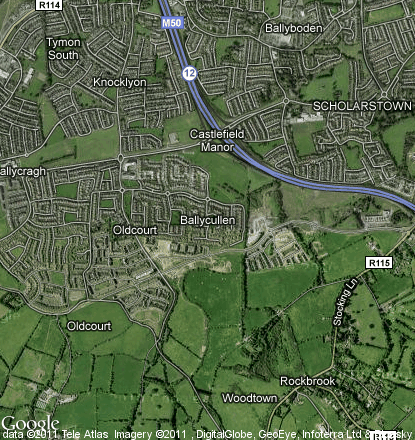 R114
M50
Ballyboden
Tymon
South
12
Knocklyon
SCHOLARSTOWN
Castlefield
Manor
allycragh
Ballycullen
Oldcourt
R115
Stocking Ln
Oldcourt
Rockbrook
Woodtown
Google
data ©2011 Tele Atlas Imagery ©2011 , DigitalGlobe, GeoEye, Infoterra Ltd &